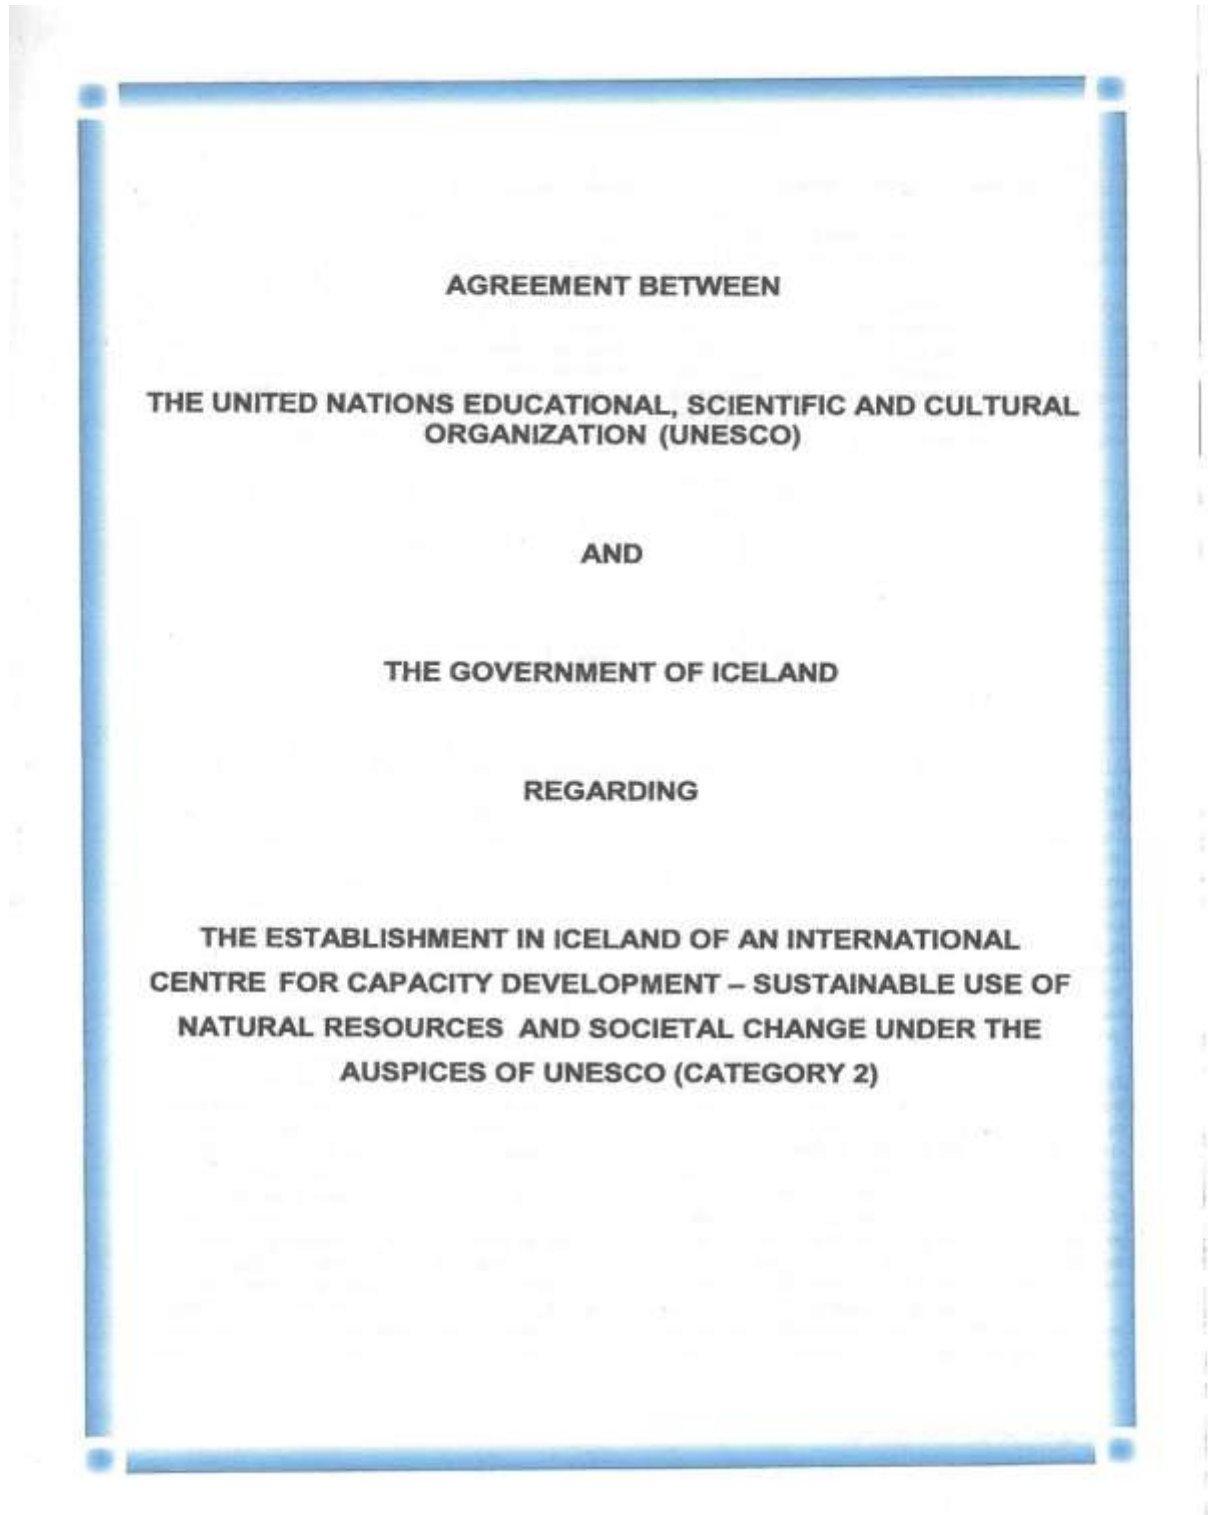 AGREEMENT BETWEEN
THE UNITED NATIONS EDUCATIONAL, SCIENTIFIC AND CULTURAL
ORGANIZATION (UNESCO)
AND
THE GOVERNMENT OF ICELAND
REGARDING
THE ESTABLISHMENT IN ICELAND OF AN INTERNATIONAL
CENTRE FOR CAPACITY DEVELOPMENT – SUSTAINABLE USE OF
NATURAL RESOURCES AND SOCIETAL CHANGE UNDER THE
AUSPICES OF UNESCO (CATEGORY 2)